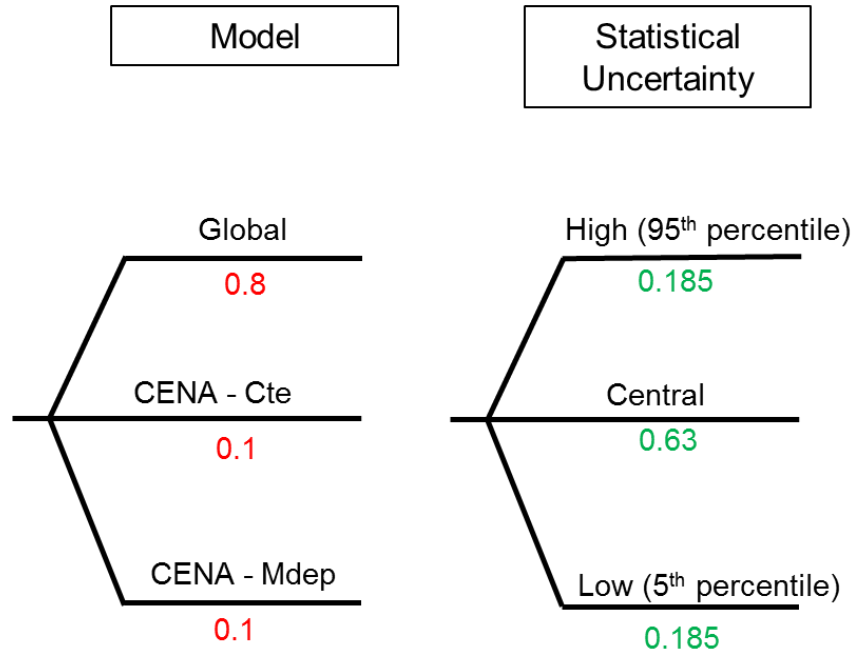 Model
Statistical
Uncertainty
Global
0.8
CENA - Cte
0.1
CENA - Mdep
0.1
High (95th percentile)
0.185
Central
0.63
Low (5th percentile)
0.185